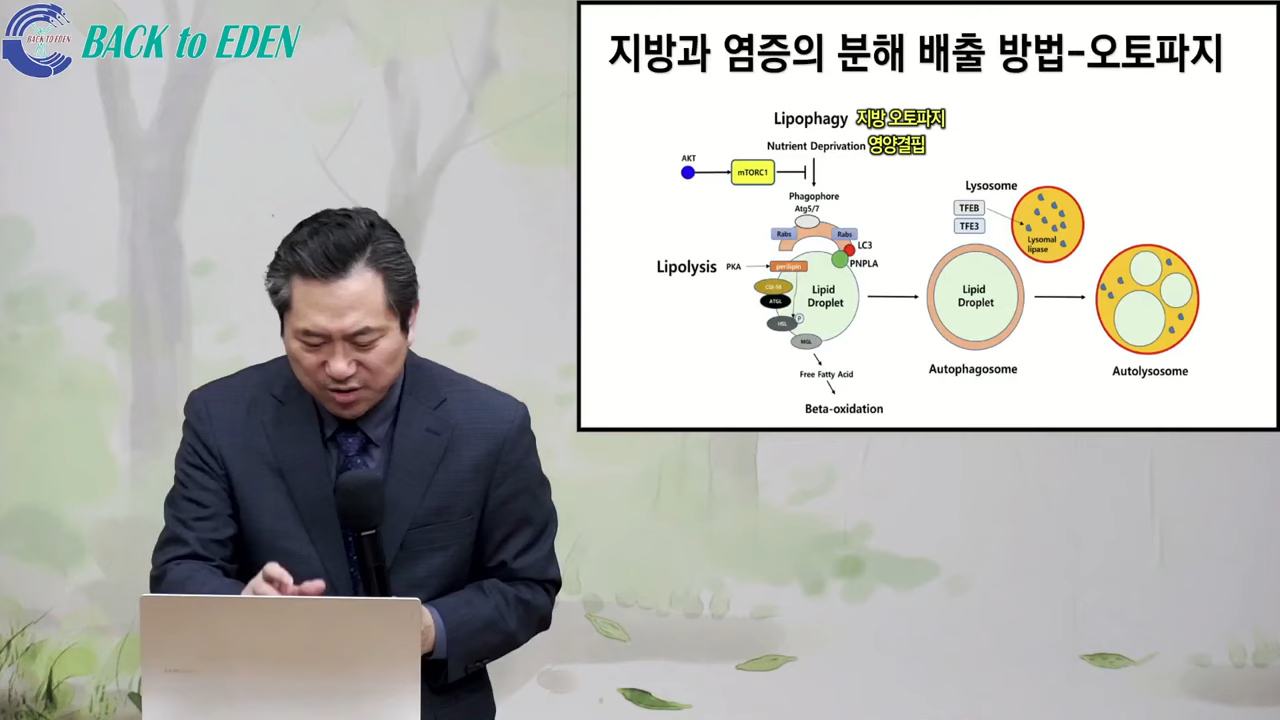 BACK TO EDEN
BACK to EDEN
지방과 염증의 분해 배출 방법-오토파지
Lipophagy 지방 오토파지
Nutrient Deprivation 영양결핍
AKT
mTORC1
Phagophore
Atg5/7
Rabs
Rabs
LC3
PNPLA
Lipolysis
PKA
perilipin
CGI-58
ATGL
HSL
P
MGL
Lipid
Droplet
Free Fatty Acid
Beta-oxidation
Lipid
Droplet
Autophagosome
Lysosome
TFEB
TFE3
Lysomal
lipase
Autolysosome